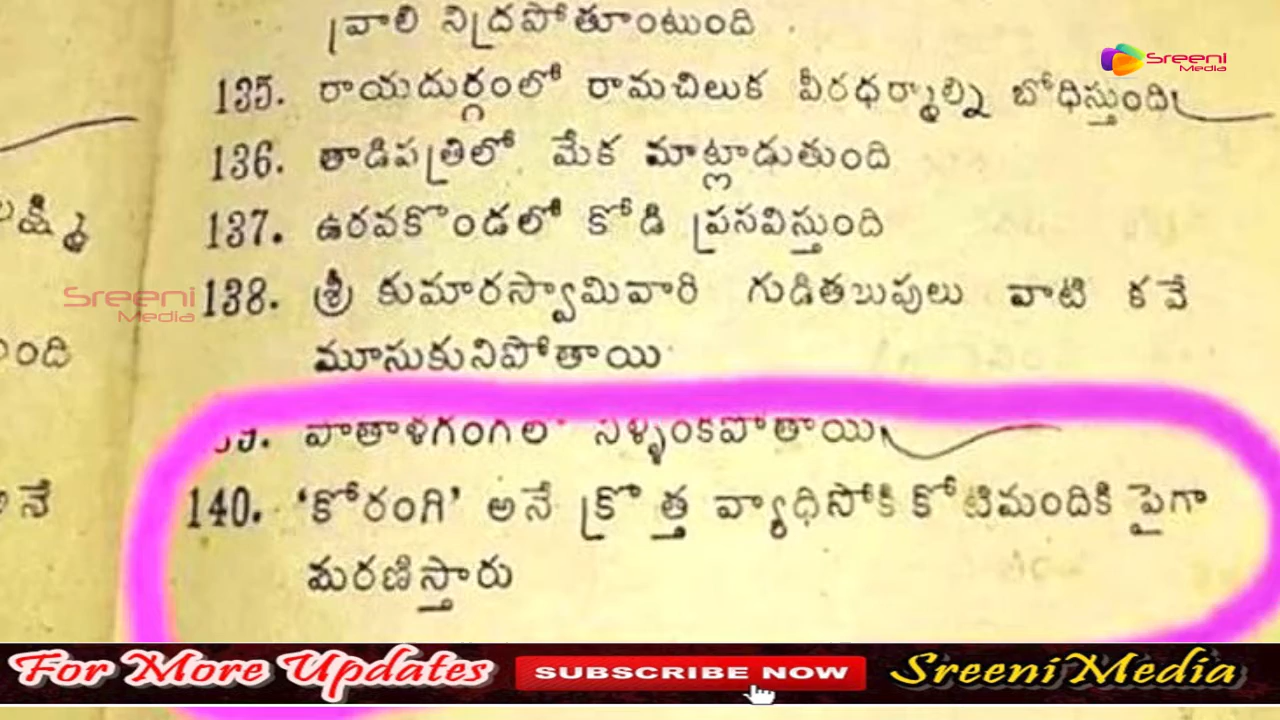 వ్రాలి నిద్రపోతూంటుంది.
135. రాయదుర్గంలో రామచిలుక వీరధర్మాల్ని బోధిస్తుంది
136. తాడిపత్రిలో మేక మాట్లాడుతుంది
137. ఉరవకొండలో కోడి ప్రసవిస్తుంది
138. శ్రీ కుమారస్వామివారి గుడితలుపులు వాటి కవే
మూసుకునిపోతాయి
పాతాళగంగలో నీళ్ళింకిపోతాయి
140. 'కోరంగి' అనే క్రొత్త వ్యాధిసోకి కోటిమందికి పైగా
మరణిస్తారు
Sreeni
Media
Sreeni
Media
For More Updates SUBSCRIBE NOW SreeniMedia